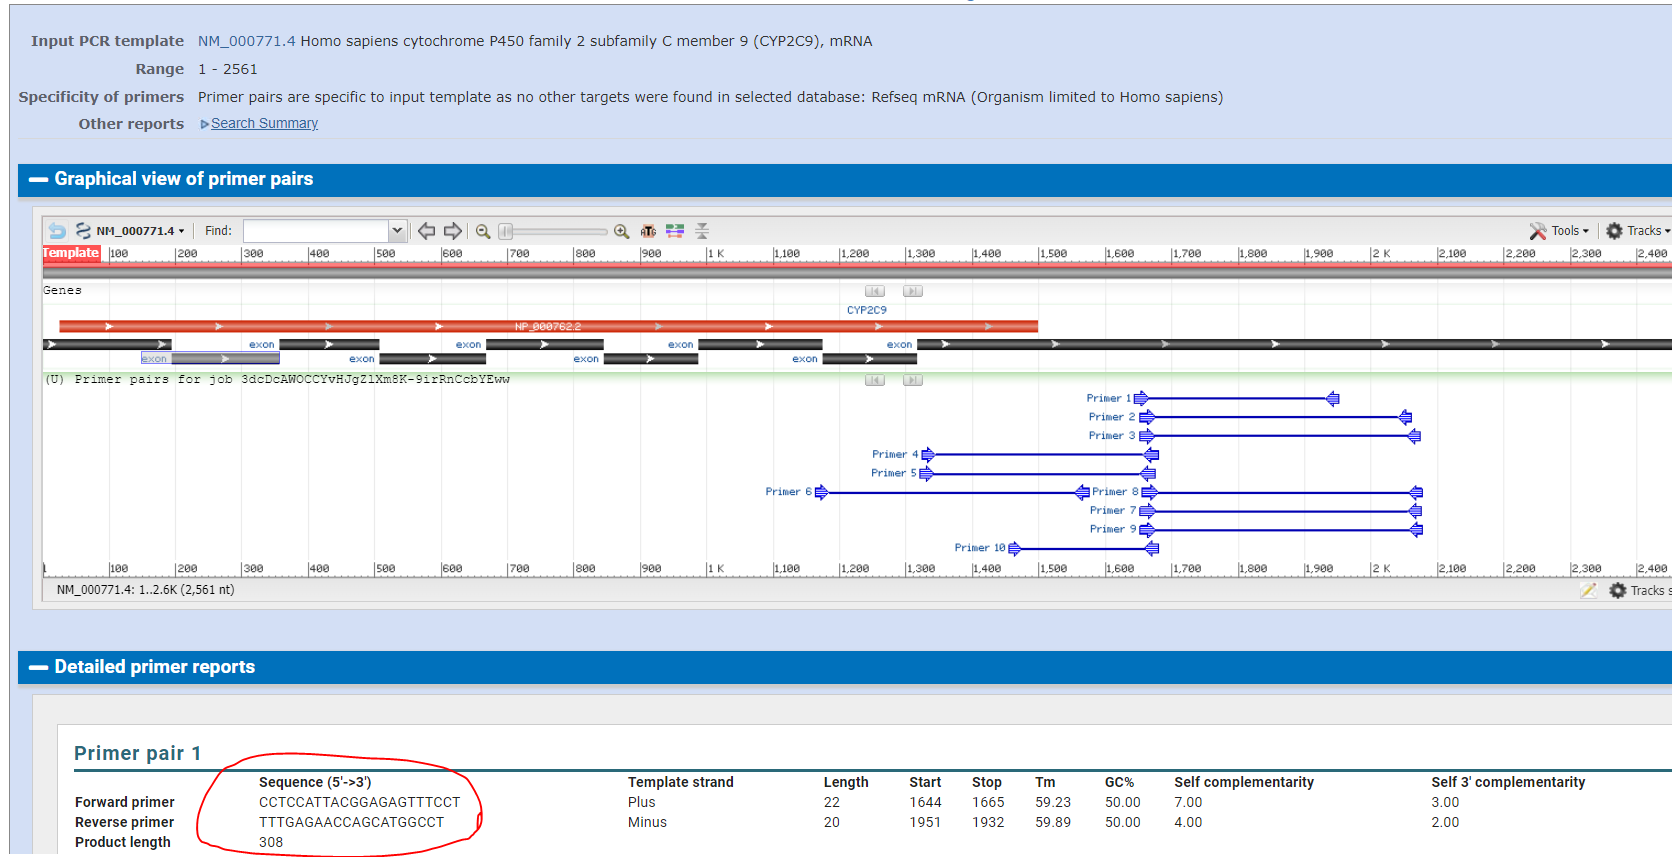 Input PCR template NM_000771.4 Homo sapiens cytochrome P450 family 2 subfamily C member 9 (CYP2C9), mRNA
Range 1 - 2561
Specificity of primers Primer pairs are specific to input template as no other targets were found in selected database: Refseq mRNA (Organism limited to Homo sapiens)
Other reports Search Summary
Graphical view of primer pairs
NM_000771.4 Find: Tools Tracks
Template 100 200 300 400 500 600 700 800 900 1 K 1,100 1,200 1,300 1,400 1,500 1,600 1,700 1,800 1,900 2 K 2,100 2,200 2,300 2,400
Genes
CYP2C9
NP_000762.2
exon exon exon exon
exon exon exon exon
(U) Primer pairs for job 3dcDcAWOCCYvHJgZlXm8K-9irRnCcbYEww
Primer 1
Primer 2
Primer 3
Primer 4
Primer 5
Primer 6 Primer 8
Primer 7
Primer 9
Primer 10
1 100 200 300 400 500 600 700 800 900 1 K 1,100 1,200 1,300 1,400 1,500 1,600 1,700 1,800 1,900 2 K 2,100 2,200 2,300 2,400
NM_000771.4: 1..2.6K (2,561 nt) Tracks s
Detailed primer reports
Primer pair 1
Sequence (5'->3') Template strand Length Start Stop Tm GC% Self complementarity Self 3' complementarity
Forward primer CCTCCATTACGGAGAGTTTCCT Plus 22 1644 1665 59.23 50.00 7.00 3.00
Reverse primer TTTGAGAACCAGCATGGCCT Minus 20 1951 1932 59.89 50.00 4.00 2.00
Product length 308